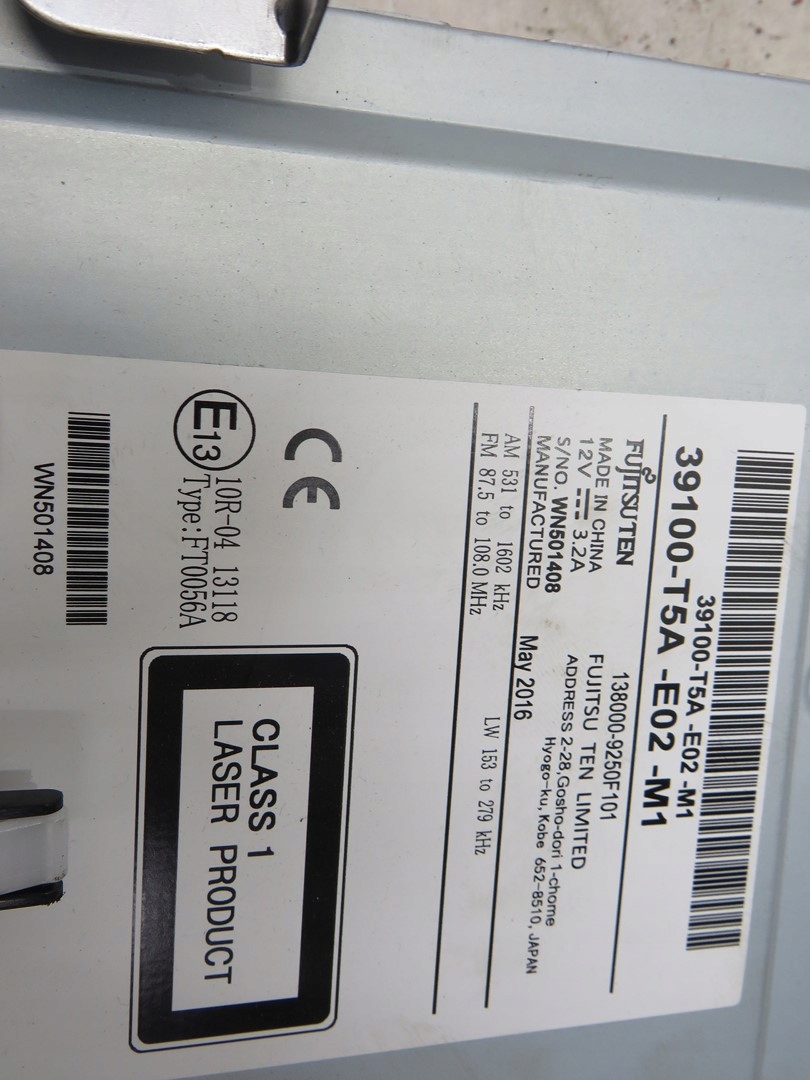 39100-T5A -E02 -M1
39100-T5A -E02 -M1
FUJITSU TEN
138000-9250F101
MADE IN CHINA
FUJITSU TEN LIMITED
12V 3.2A
ADDRESS 2-28,Gosho-dori 1-chome
S/NO. WN501408
Hyogo-ku, Kobe 652-8510, JAPAN
MANUFACTURED May 2016
AM 531 to 1602 kHz LW 153 to 279 kHz
FM 87.5 to 108.0 MHz
CE
E13
10R-04 13118
Type:FT0056A
CLASS 1
LASER PRODUCT
WN501408